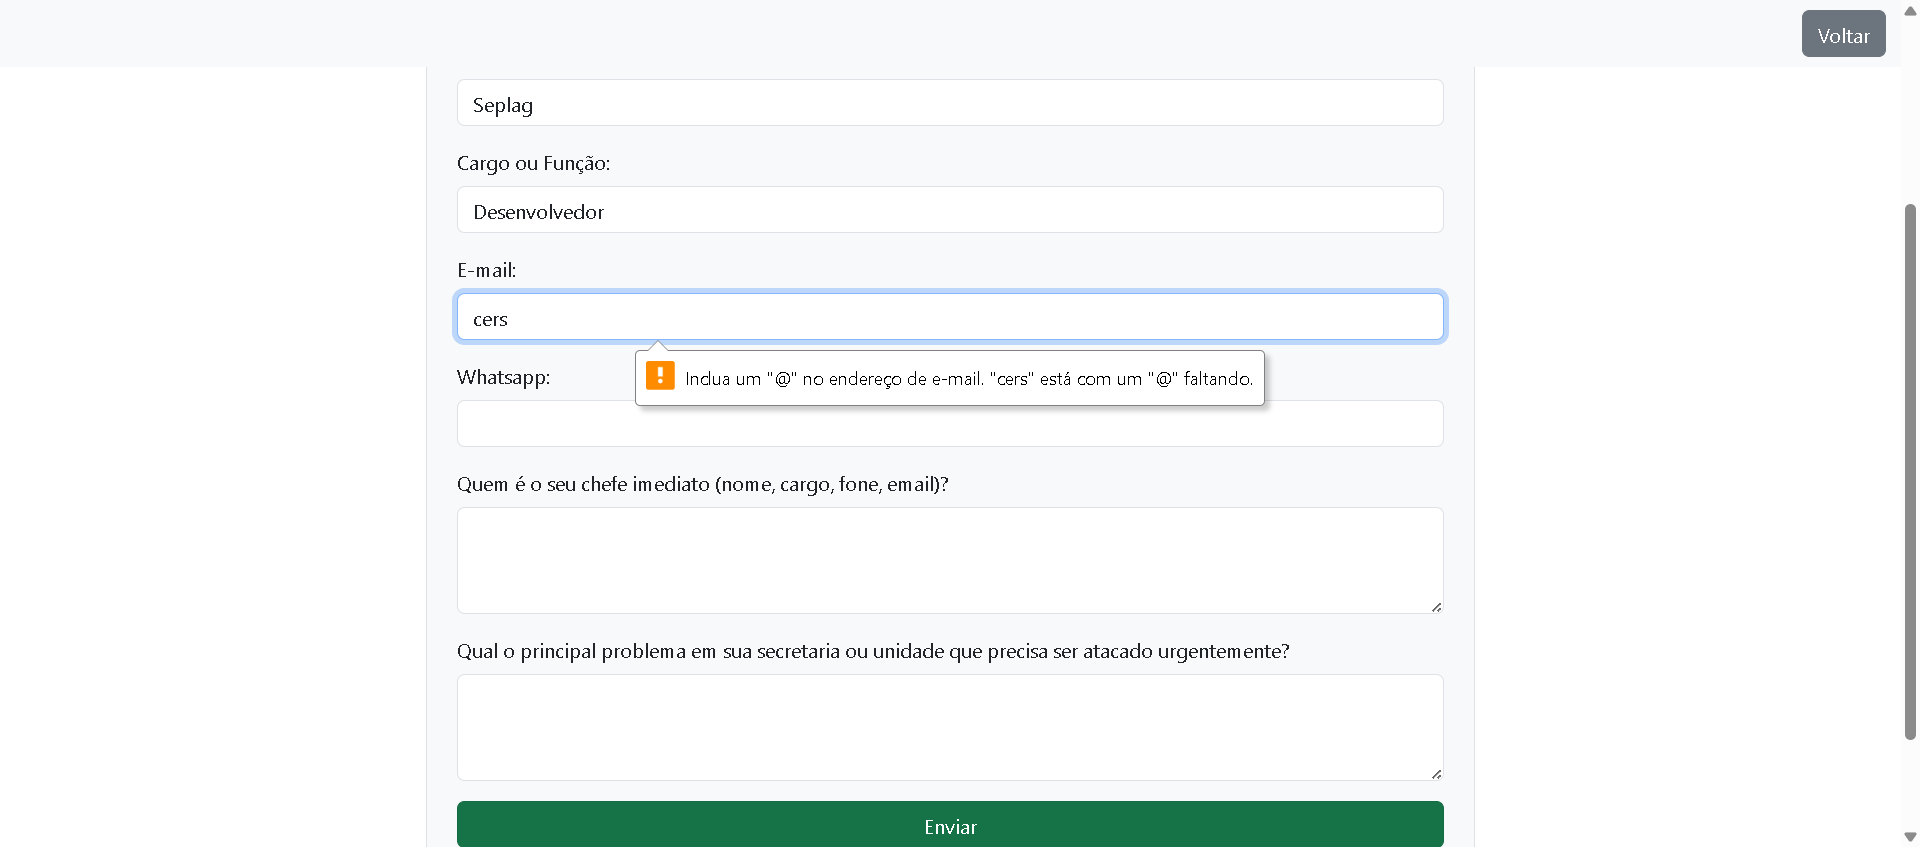 Voltar
Seplag
Cargo ou Função:
Desenvolvedor
E-mail:
cers
Inclua um "@" no endereço de e-mail. "cers" está com um "@" faltando.
Whatsapp:
Quem é o seu chefe imediato (nome, cargo, fone, email)?
Qual o principal problema em sua secretaria ou unidade que precisa ser atacado urgentemente?
Enviar